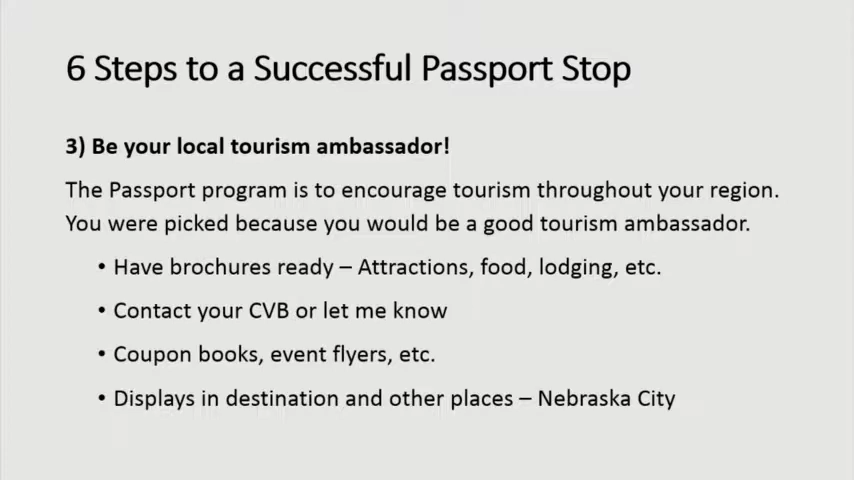 6 Steps to a Successful Passport Stop
3) Be your local tourism ambassador!
The Passport program is to encourage tourism throughout your region.
You were picked because you would be a good tourism ambassador.
• Have brochures ready – Attractions, food, lodging, etc.
• Contact your CVB or let me know
• Coupon books, event flyers, etc.
• Displays in destination and other places – Nebraska City